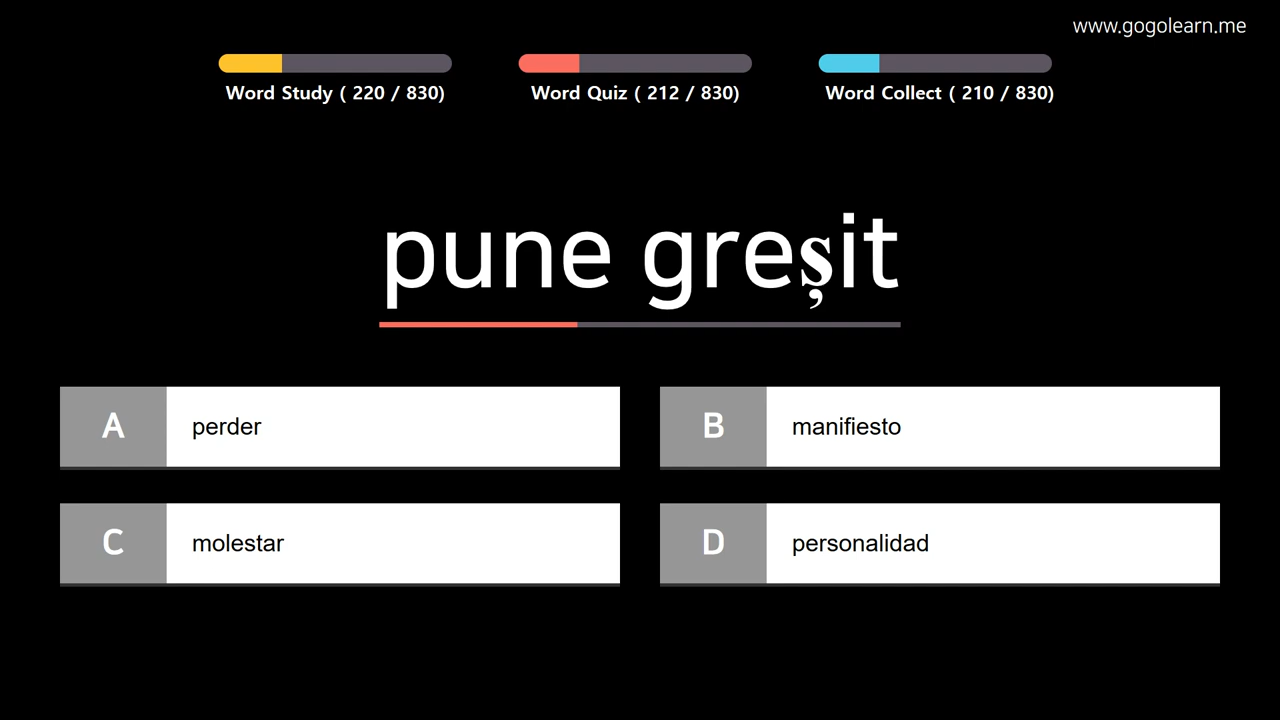 www.gogolearn.me
Word Study ( 220 / 830)
Word Quiz ( 212 / 830)
Word Collect ( 210 / 830)
pune greșit
A perder
B manifiesto
C molestar
D personalidad